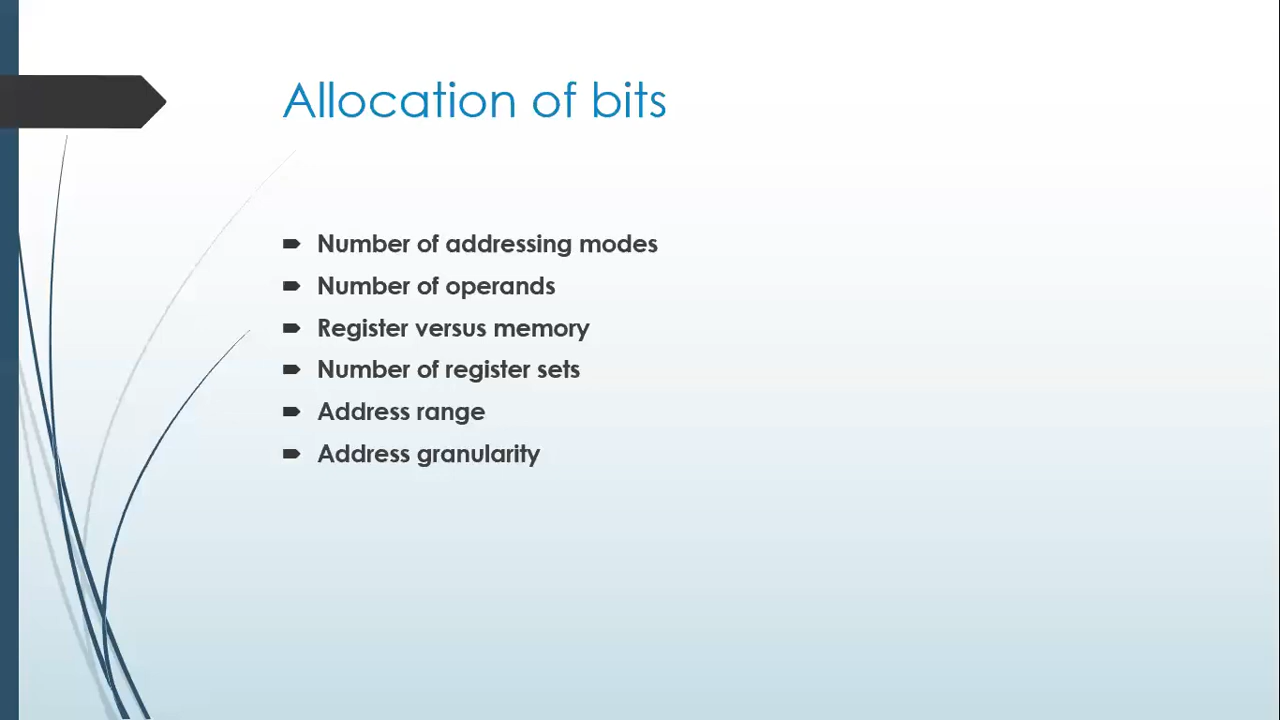 Allocation of bits
Number of addressing modes
Number of operands
Register versus memory
Number of register sets
Address range
Address granularity